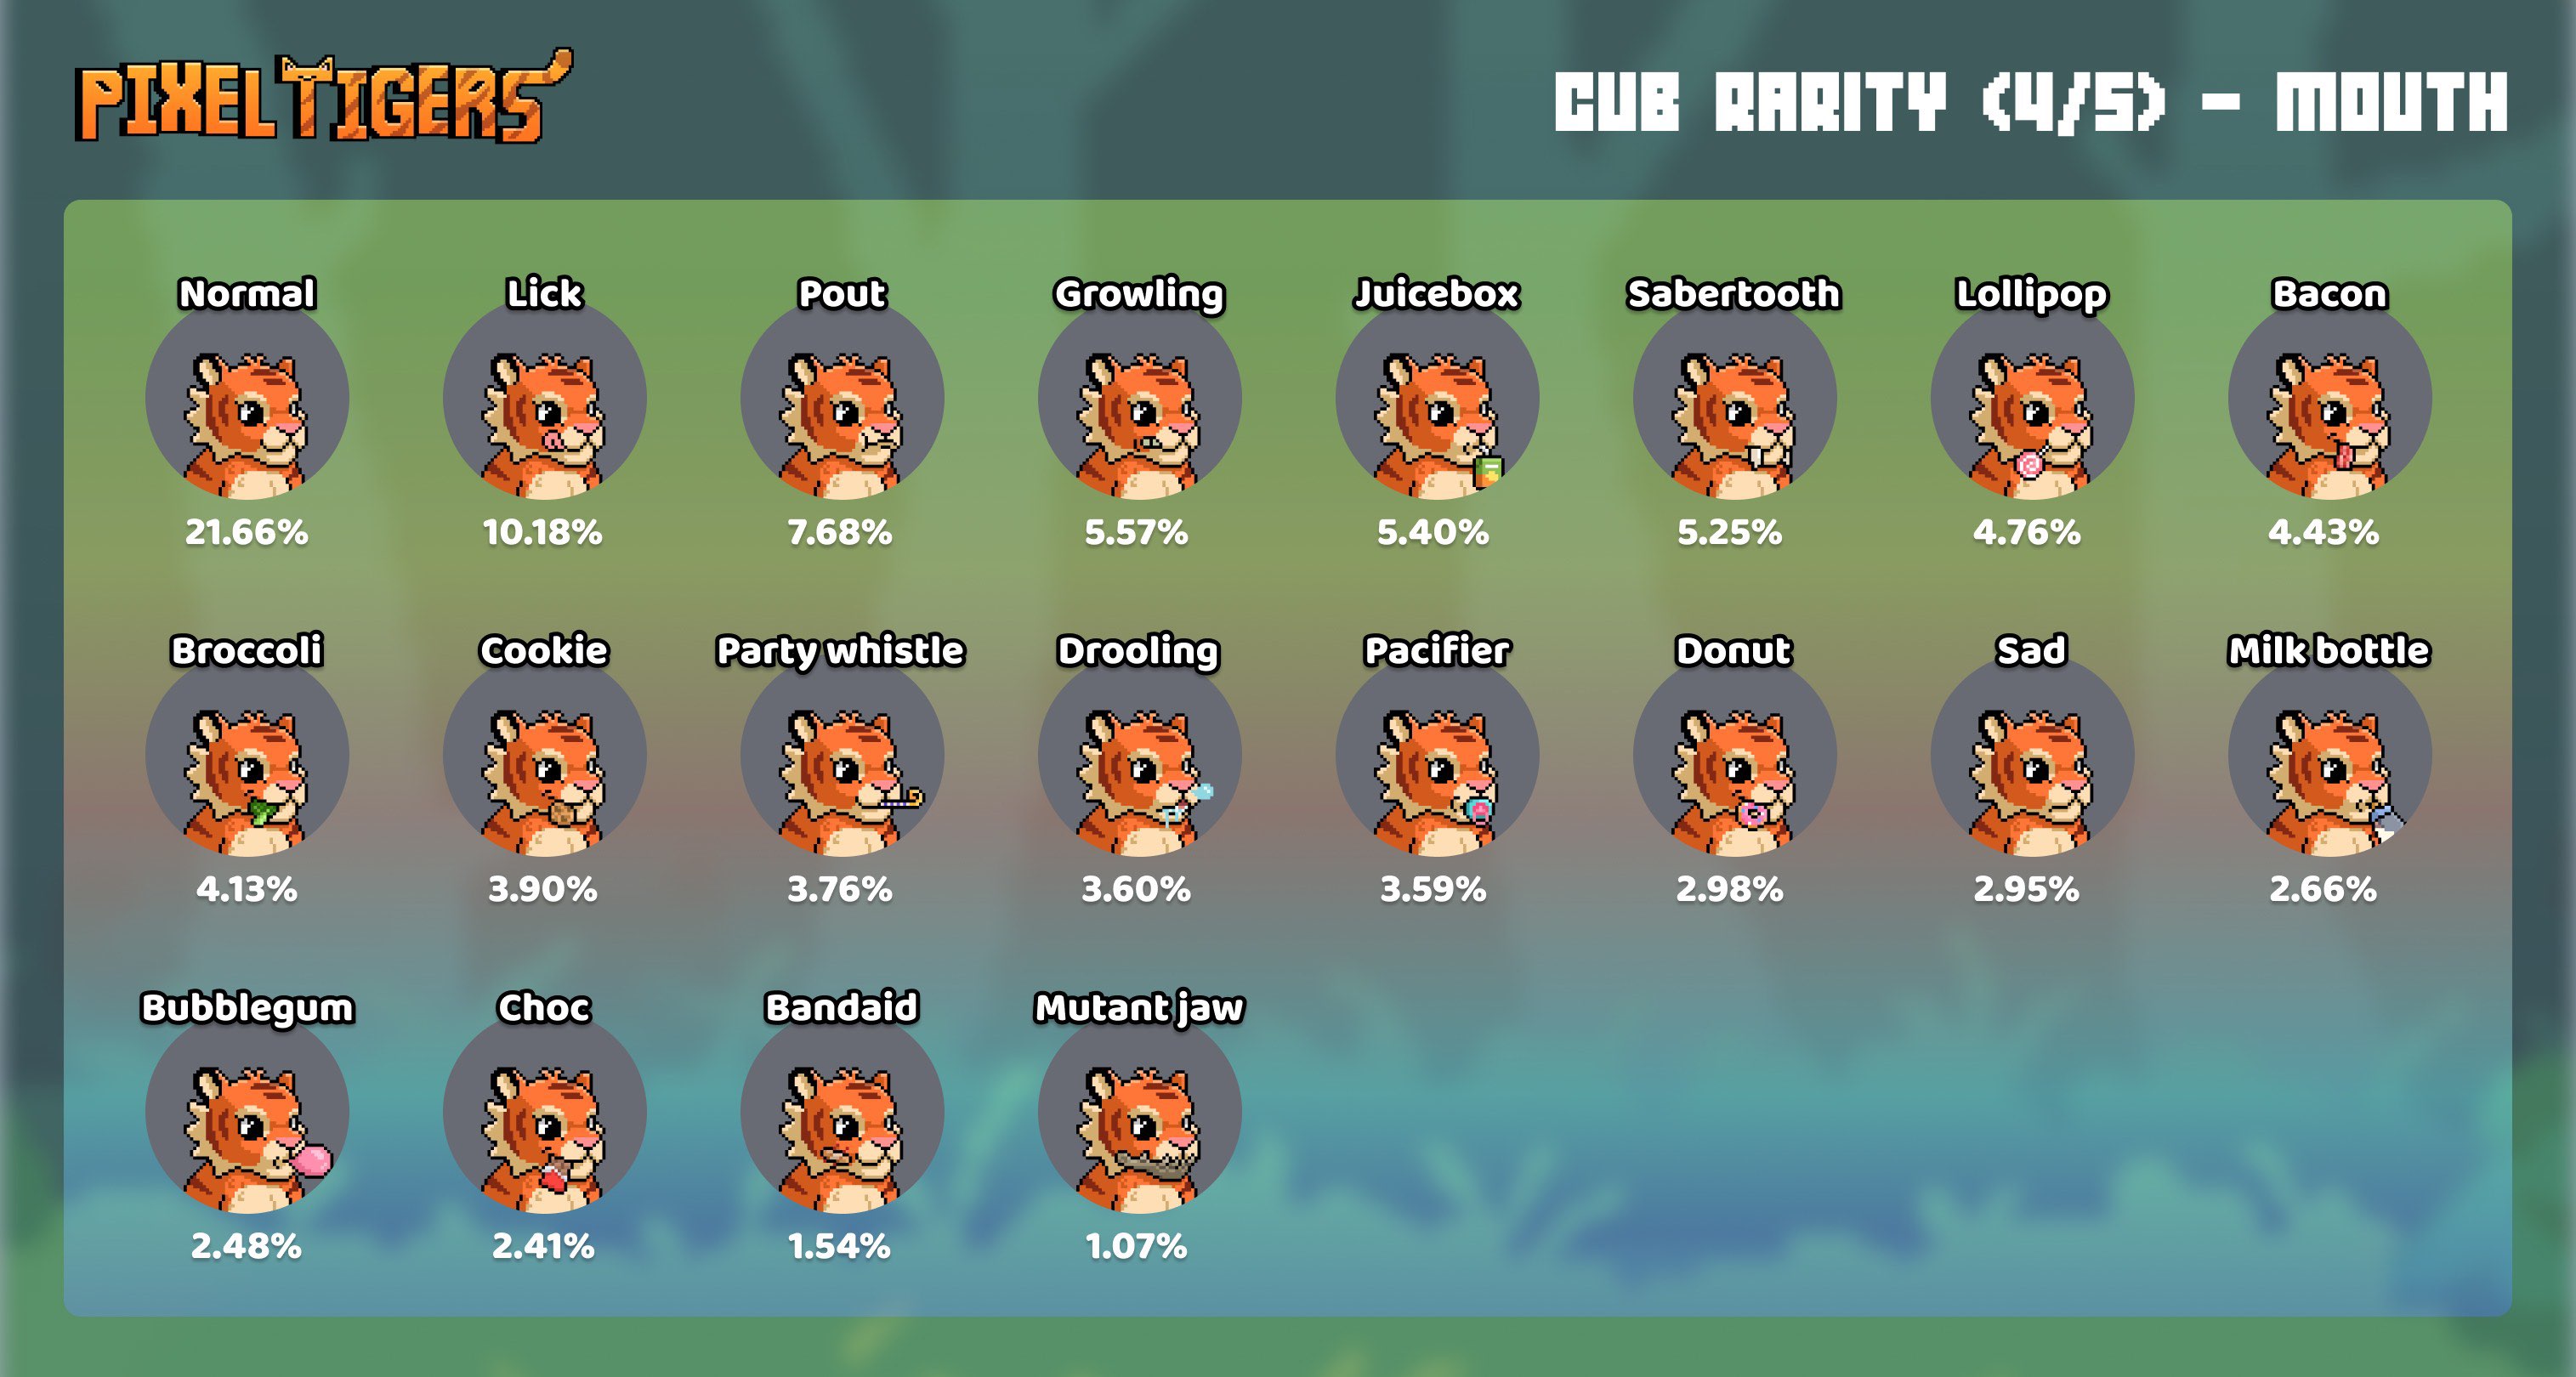 PIXEL TIGERS
CUB RARITY (4/5) - MOUTH
Normal Lick Pout Growling Juicebox Sabertooth Lollipop Bacon
21.66% 10.18% 7.68% 5.57% 5.40% 5.25% 4.76% 4.43%
Broccoli Cookie Party whistle Drooling Pacifier Donut Sad Milk bottle
4.13% 3.90% 3.76% 3.60% 3.59% 2.98% 2.95% 2.66%
Bubblegum Choc Bandaid Mutant jaw
2.48% 2.41% 1.54% 1.07%